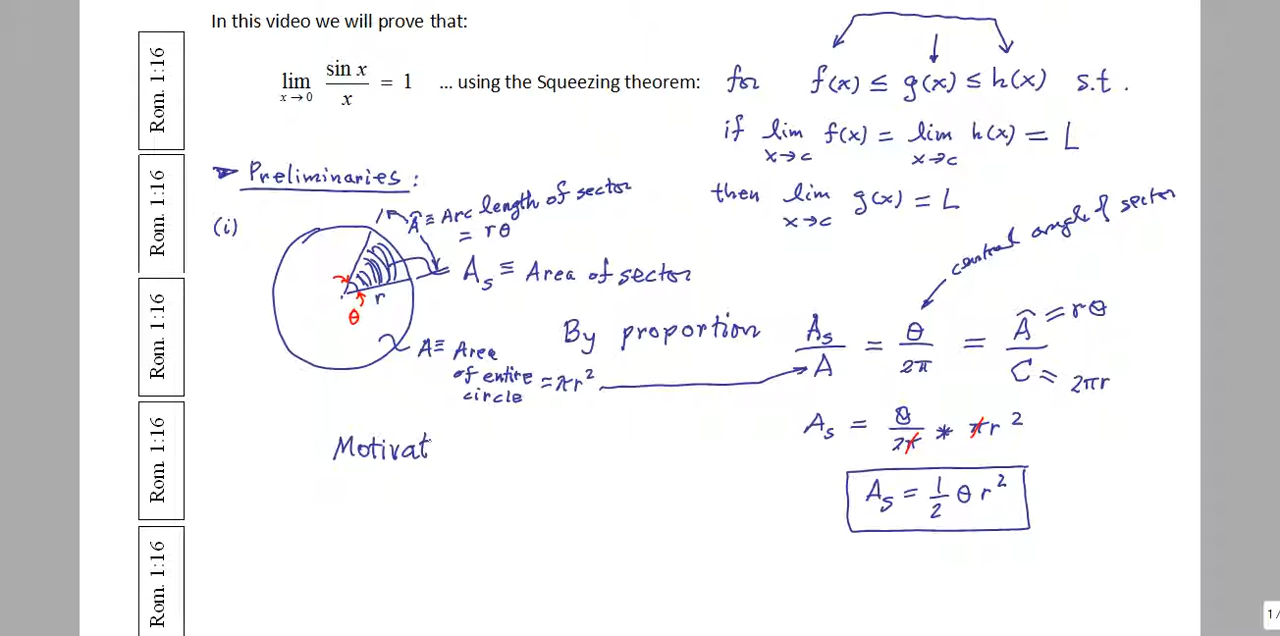 In this video we will prove that:
lim x→0 sin x / x = 1 ... using the Squeezing theorem: for f(x) ≤ g(x) ≤ h(x) s.t.
if lim x→c f(x) = lim x→c h(x) = L
then lim x→c g(x) = L
Preliminaries:
(i)
Â ≡ Arc length of sector
= rθ
A_s ≡ Area of sector
r
θ
A ≡ Area
of entire = πr²
circle
central angle of sector
By proportion A_s / A = θ / 2π = Â / C
= rθ
= 2πr
A_s = θ / 2π * πr²
A_s = 1/2 θ r²
Motivat
Rom. 1:16
Rom. 1:16
Rom. 1:16
Rom. 1:16
Rom. 1:16
1/